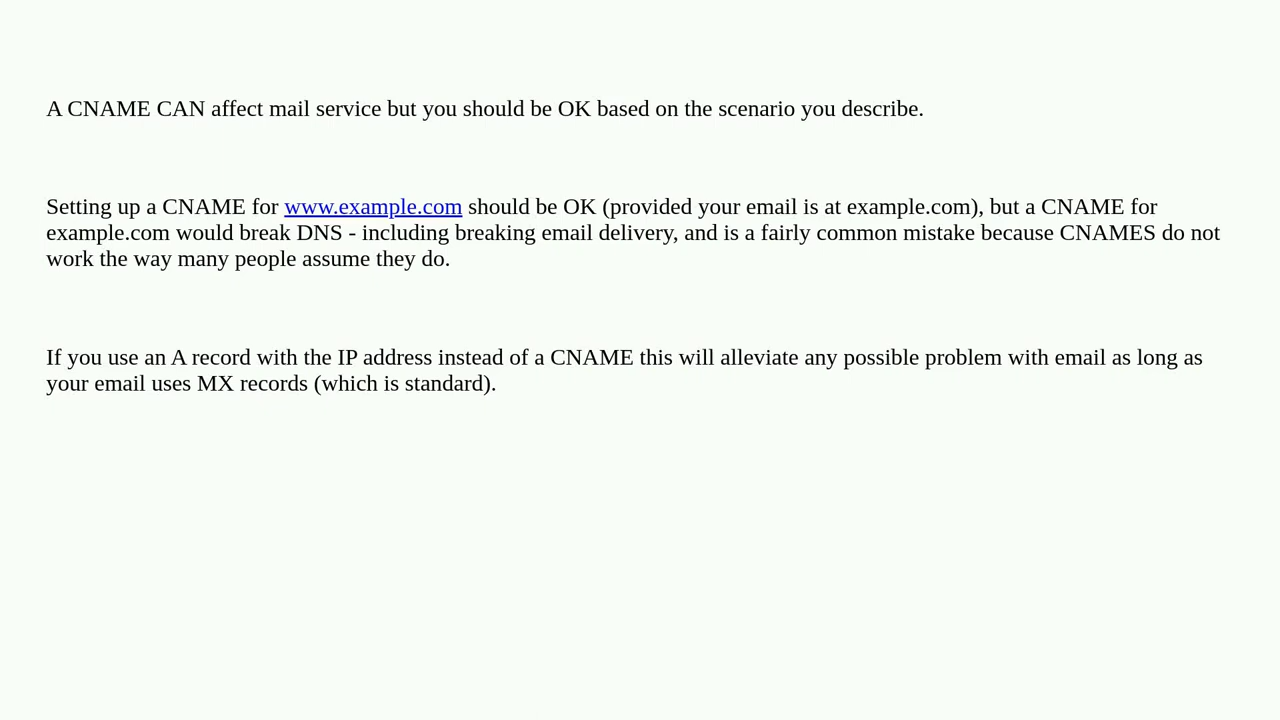 A CNAME CAN affect mail service but you should be OK based on the scenario you describe.
Setting up a CNAME for www.example.com should be OK (provided your email is at example.com), but a CNAME for
example.com would break DNS - including breaking email delivery, and is a fairly common mistake because CNAMES do not
work the way many people assume they do.
If you use an A record with the IP address instead of a CNAME this will alleviate any possible problem with email as long as
your email uses MX records (which is standard).